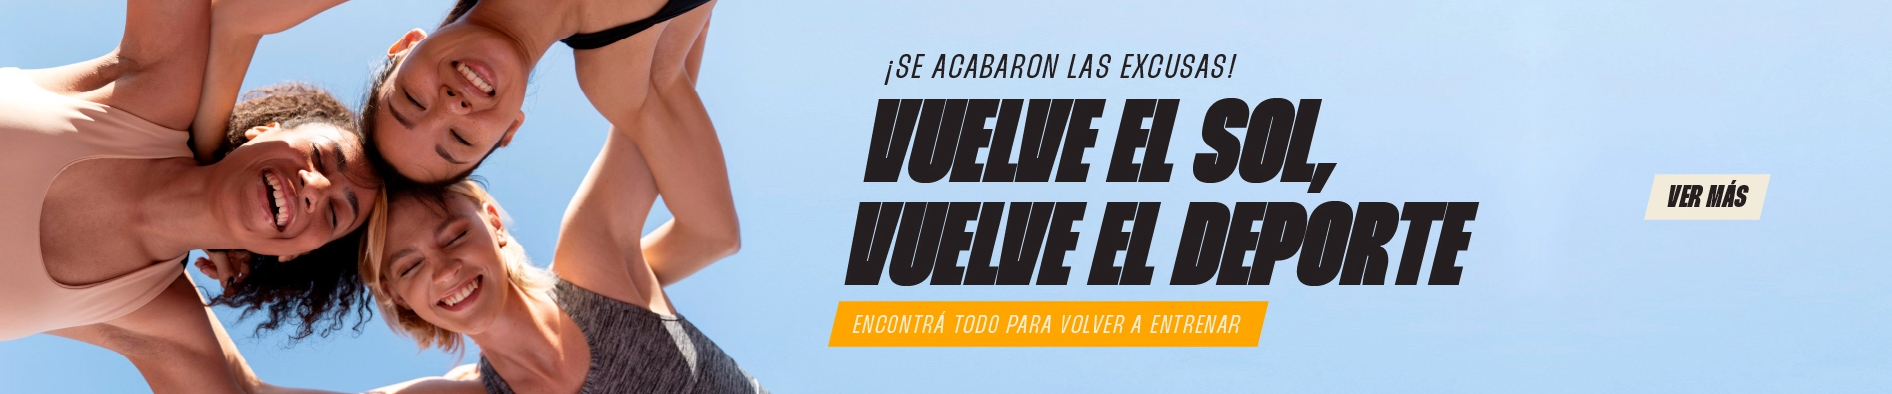 ¡SE ACABARON LAS EXCUSAS!
VUELVE EL SOL,
VUELVE EL DEPORTE
ENCONTRÁ TODO PARA VOLVER A ENTRENAR
VER MÁS